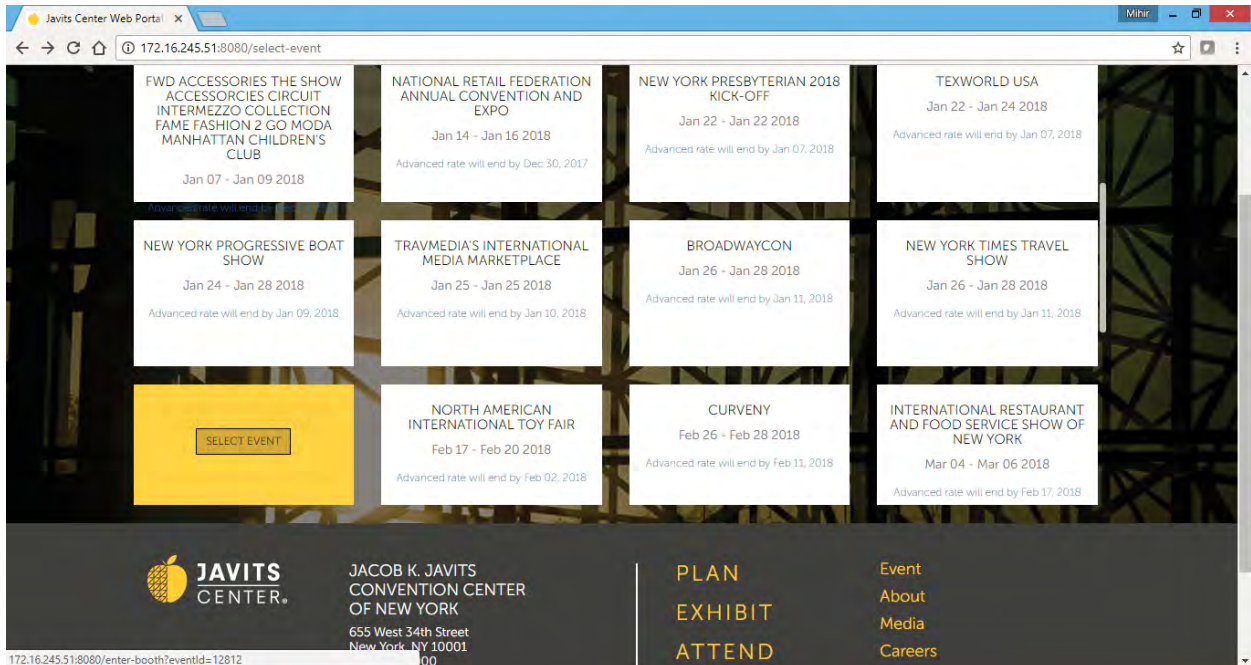 Javits Center Web Portal
Mihir
172.16.245.51:8080/select-event
FWD ACCESSORIES THE SHOW
ACCESSORCIES CIRCUIT
INTERMEZZO COLLECTION
FAME FASHION 2 GO MODA
MANHATTAN CHILDREN'S
CLUB
Jan 07 - Jan 09 2018
Advanced rate will end by
NATIONAL RETAIL FEDERATION
ANNUAL CONVENTION AND
EXPO
Jan 14 - Jan 16 2018
Advanced rate will end by Dec 30, 2017
NEW YORK PRESBYTERIAN 2018
KICK-OFF
Jan 22 - Jan 22 2018
Advanced rate will end by Jan 07, 2018
TEXWORLD USA
Jan 22 - Jan 24 2018
Advanced rate will end by Jan 07, 2018
NEW YORK PROGRESSIVE BOAT
SHOW
Jan 24 - Jan 28 2018
Advanced rate will end by Jan 09, 2018
TRAVMEDIA'S INTERNATIONAL
MEDIA MARKETPLACE
Jan 25 - Jan 25 2018
Advanced rate will end by Jan 10, 2018
BROADWAYCON
Jan 26 - Jan 28 2018
Advanced rate will end by Jan 11, 2018
NEW YORK TIMES TRAVEL
SHOW
Jan 26 - Jan 28 2018
Advanced rate will end by Jan 11, 2018
SELECT EVENT
NORTH AMERICAN
INTERNATIONAL TOY FAIR
Feb 17 - Feb 20 2018
Advanced rate will end by Feb 02, 2018
CURVENY
Feb 26 - Feb 28 2018
Advanced rate will end by Feb 11, 2018
INTERNATIONAL RESTAURANT
AND FOOD SERVICE SHOW OF
NEW YORK
Mar 04 - Mar 06 2018
Advanced rate will end by Feb 17, 2018
JAVITS
CENTER®
JACOB K. JAVITS
CONVENTION CENTER
OF NEW YORK
655 West 34th Street
New York, NY 10001
PLAN
EXHIBIT
ATTEND
Event
About
Media
Careers
172.16.245.51:8080/enter-booth?eventId=12812